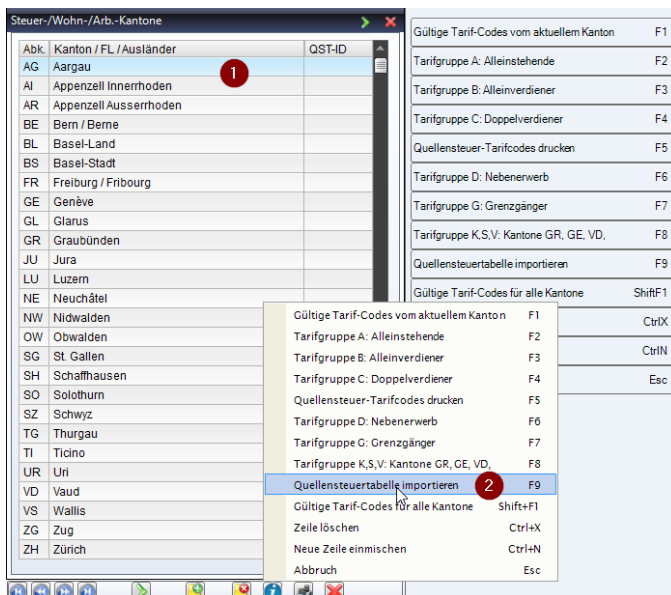 Steuer-/Wohn-/Arb.-Kantone
Abk. Kanton / FL / Ausländer QST-ID
AG Aargau 1
AI Appenzell Innerrhoden
AR Appenzell Ausserrhoden
BE Bern / Berne
BL Basel-Land
BS Basel-Stadt
FR Freiburg / Fribourg
GE Genève
GL Glarus
GR Graubünden
JU Jura
LU Luzern
NE Neuchâtel
NW Nidwalden
OW Obwalden
SG St. Gallen
SH Schaffhausen
SO Solothurn
SZ Schwyz
TG Thurgau
TI Ticino
UR Uri
VD Vaud
VS Wallis
ZG Zug
ZH Zürich
Gültige Tarif-Codes vom aktuellem Kanton F1
Tarifgruppe A: Alleinstehende F2
Tarifgruppe B: Alleinverdiener F3
Tarifgruppe C: Doppelverdiener F4
Quellensteuer-Tarifcodes drucken F5
Tarifgruppe D: Nebenerwerb F6
Tarifgruppe G: Grenzgänger F7
Tarifgruppe K,S,V: Kantone GR, GE, VD, F8
Quellensteuertabelle importieren F9
Gültige Tarif-Codes für alle Kantone ShiftF1
CtrlX
CtrlN
Esc
Gültige Tarif-Codes vom aktuellem Kanton F1
Tarifgruppe A: Alleinstehende F2
Tarifgruppe B: Alleinverdiener F3
Tarifgruppe C: Doppelverdiener F4
Quellensteuer-Tarifcodes drucken F5
Tarifgruppe D: Nebenerwerb F6
Tarifgruppe G: Grenzgänger F7
Tarifgruppe K,S,V: Kantone GR, GE, VD, F8
Quellensteuertabelle importieren 2 F9
Gültige Tarif-Codes für alle Kantone Shift+F1
Zeile löschen Ctrl+X
Neue Zeile einmischen Ctrl+N
Abbruch Esc